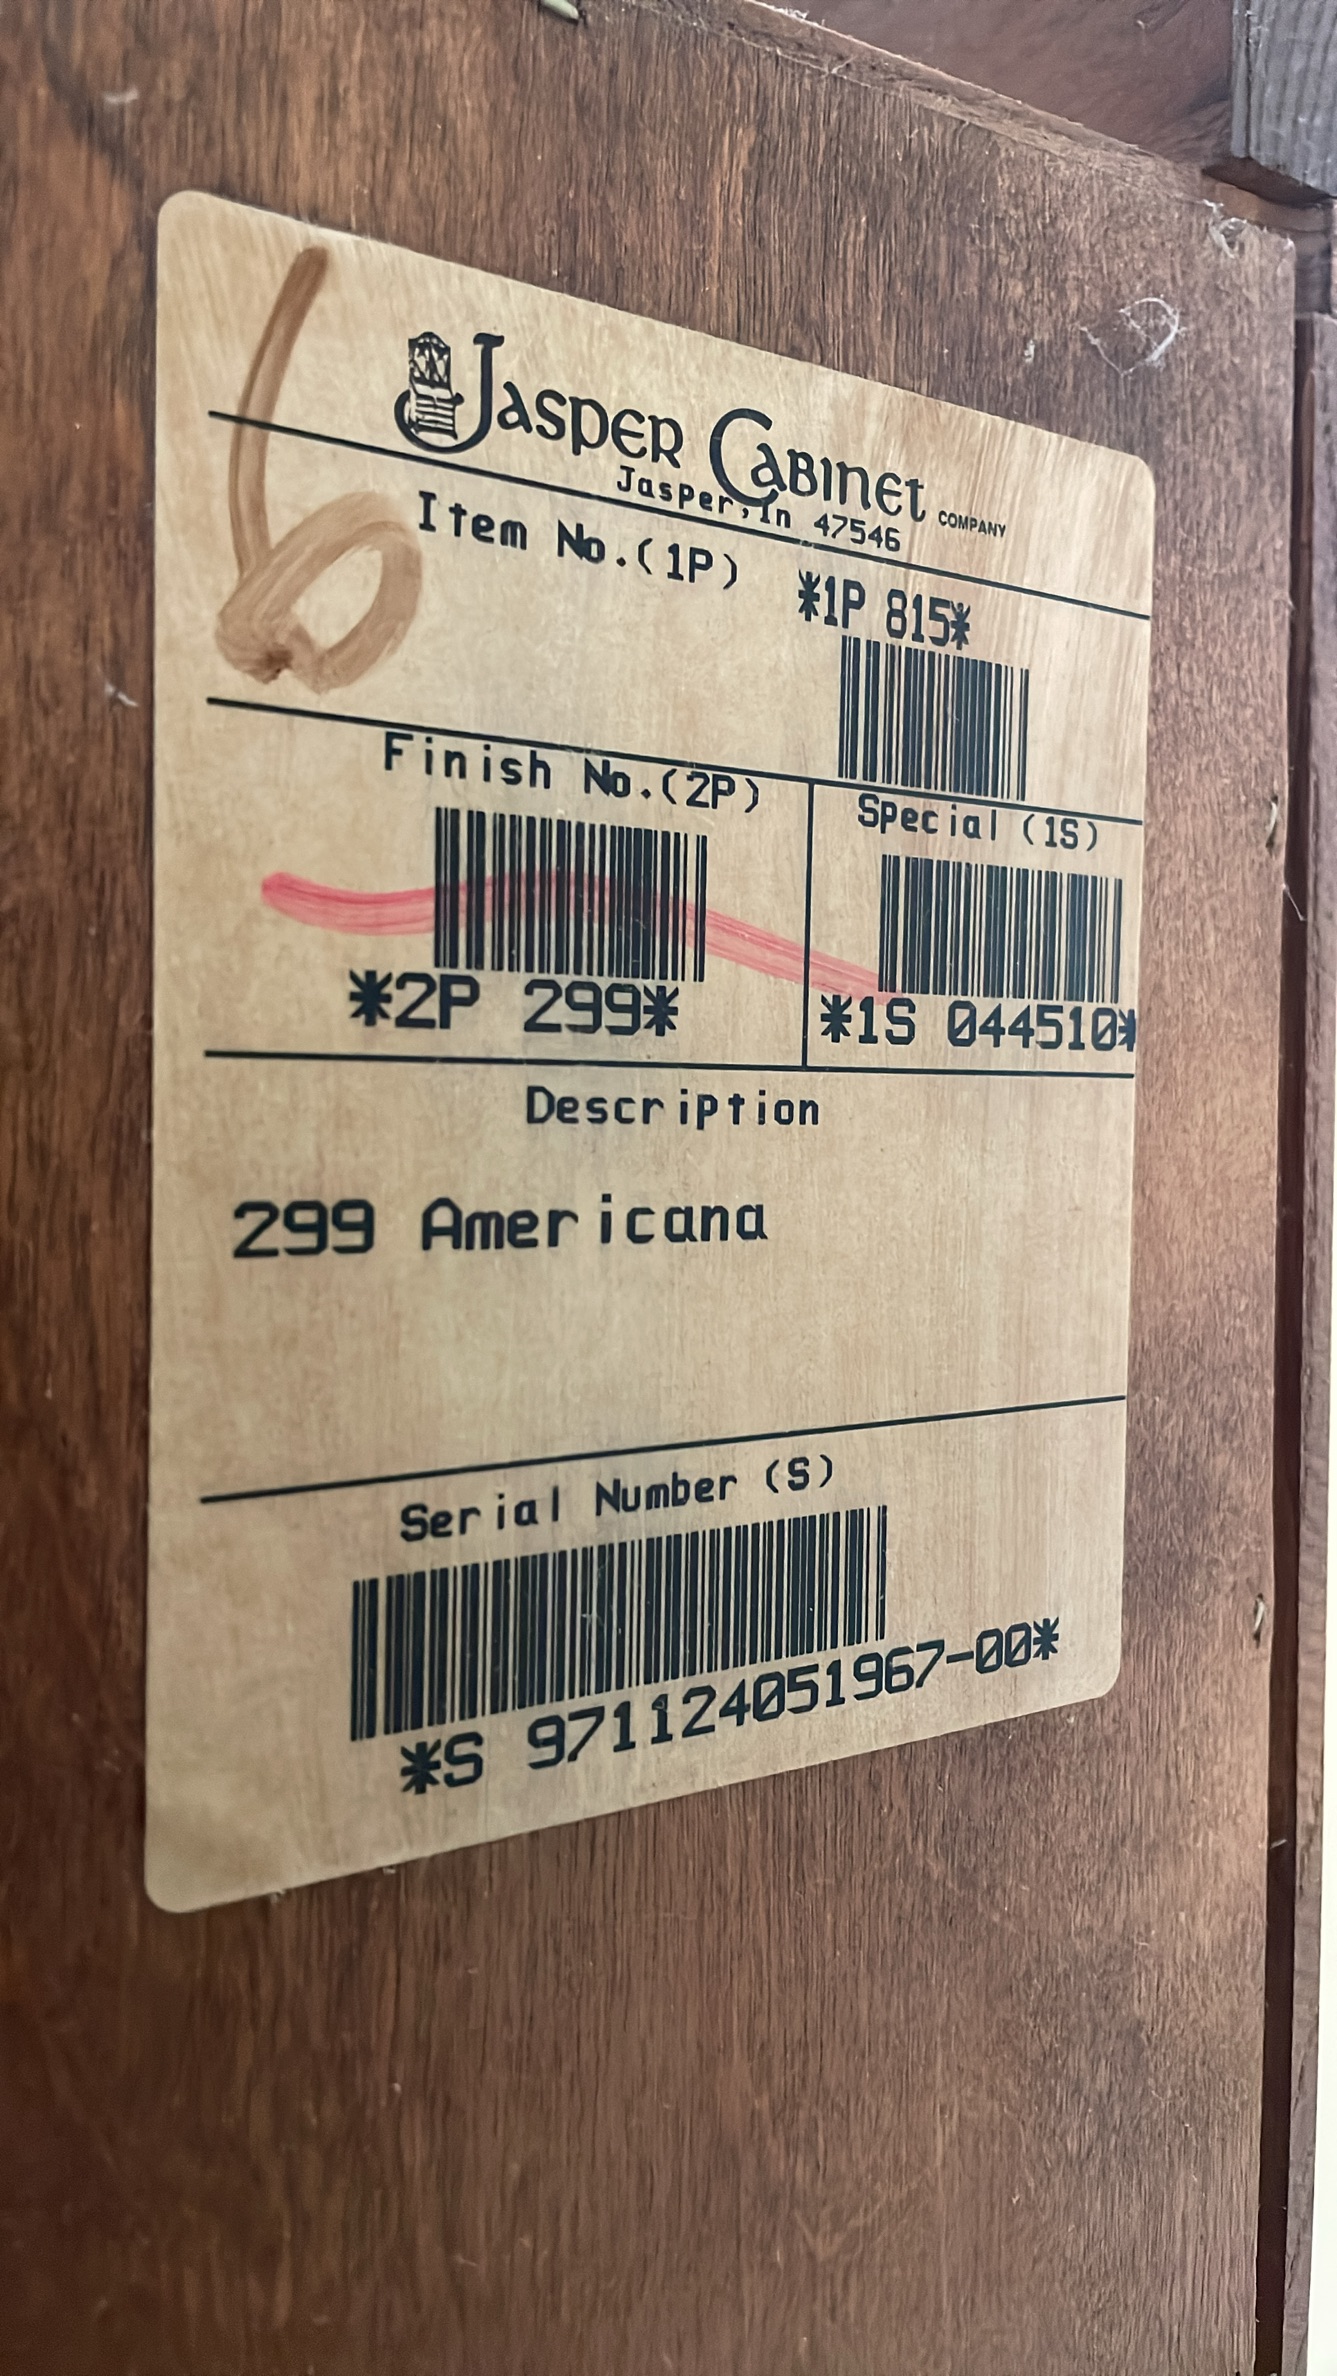 6
Jasper Cabinet COMPANY
Jasper,In 47546
Item No.(1P)
*1P 815*
Finish No.(2P)
*2P 299*
Special (1S)
*1S 044510*
Description
299 Americana
Serial Number (S)
*S 971124051967-00*